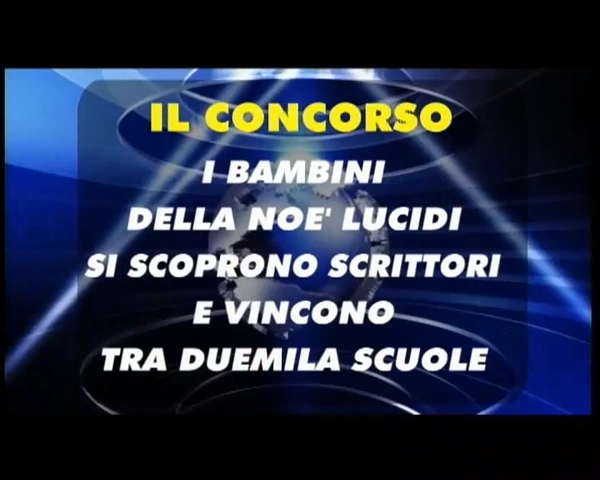 IL CONCORSO
I BAMBINI
DELLA NOE' LUCIDI
SI SCOPRONO SCRITTORI
E VINCONO
TRA DUEMILA SCUOLE